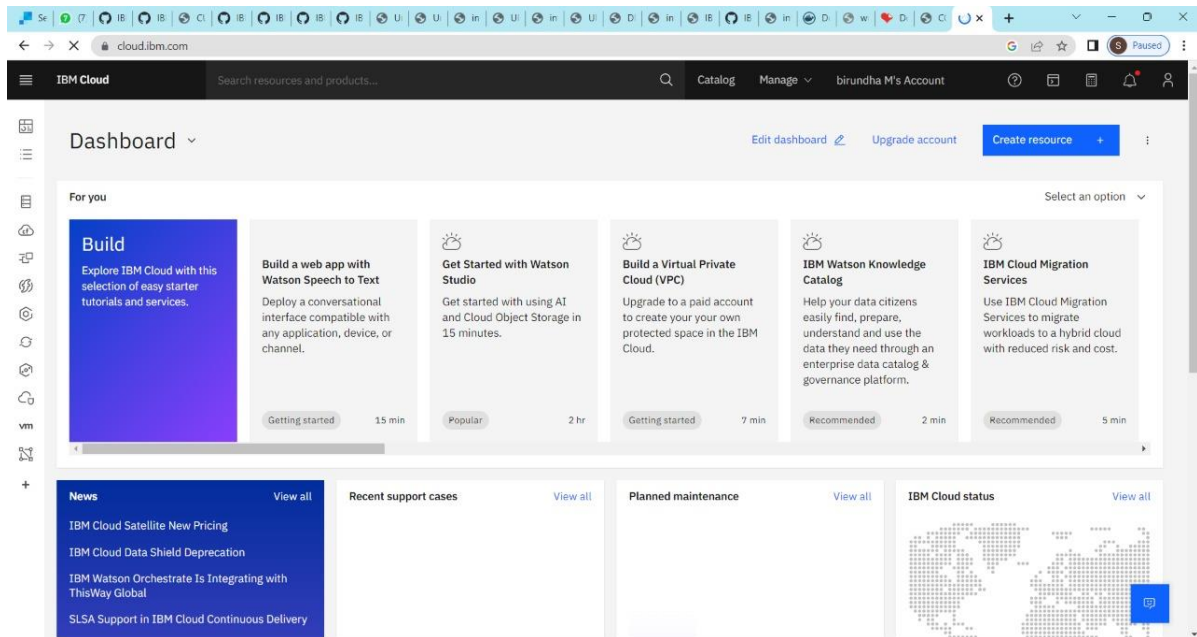 cloud.ibm.com
Paused
IBM Cloud
Search resources and products...
Catalog
Manage
birundha M's Account
Dashboard
Edit dashboard
Upgrade account
Create resource +
For you
Select an option
Build
Explore IBM Cloud with this
selection of easy starter
tutorials and services.
Build a web app with
Watson Speech to Text
Deploy a conversational
interface compatible with
any application, device, or
channel.
Getting started 15 min
Get Started with Watson
Studio
Get started with using AI
and Cloud Object Storage in
15 minutes.
Popular 2 hr
Build a Virtual Private
Cloud (VPC)
Upgrade to a paid account
to create your your own
protected space in the IBM
Cloud.
Getting started 7 min
IBM Watson Knowledge
Catalog
Help your data citizens
easily find, prepare,
understand and use the
data they need through an
enterprise data catalog &
governance platform.
Recommended 2 min
IBM Cloud Migration
Services
Use IBM Cloud Migration
Services to migrate
workloads to a hybrid cloud
with reduced risk and cost.
Recommended 5 min
vm
News View all
IBM Cloud Satellite New Pricing
IBM Cloud Data Shield Deprecation
IBM Watson Orchestrate Is Integrating with
ThisWay Global
SLSA Support in IBM Cloud Continuous Delivery
Recent support cases View all
Planned maintenance View all
IBM Cloud status View all